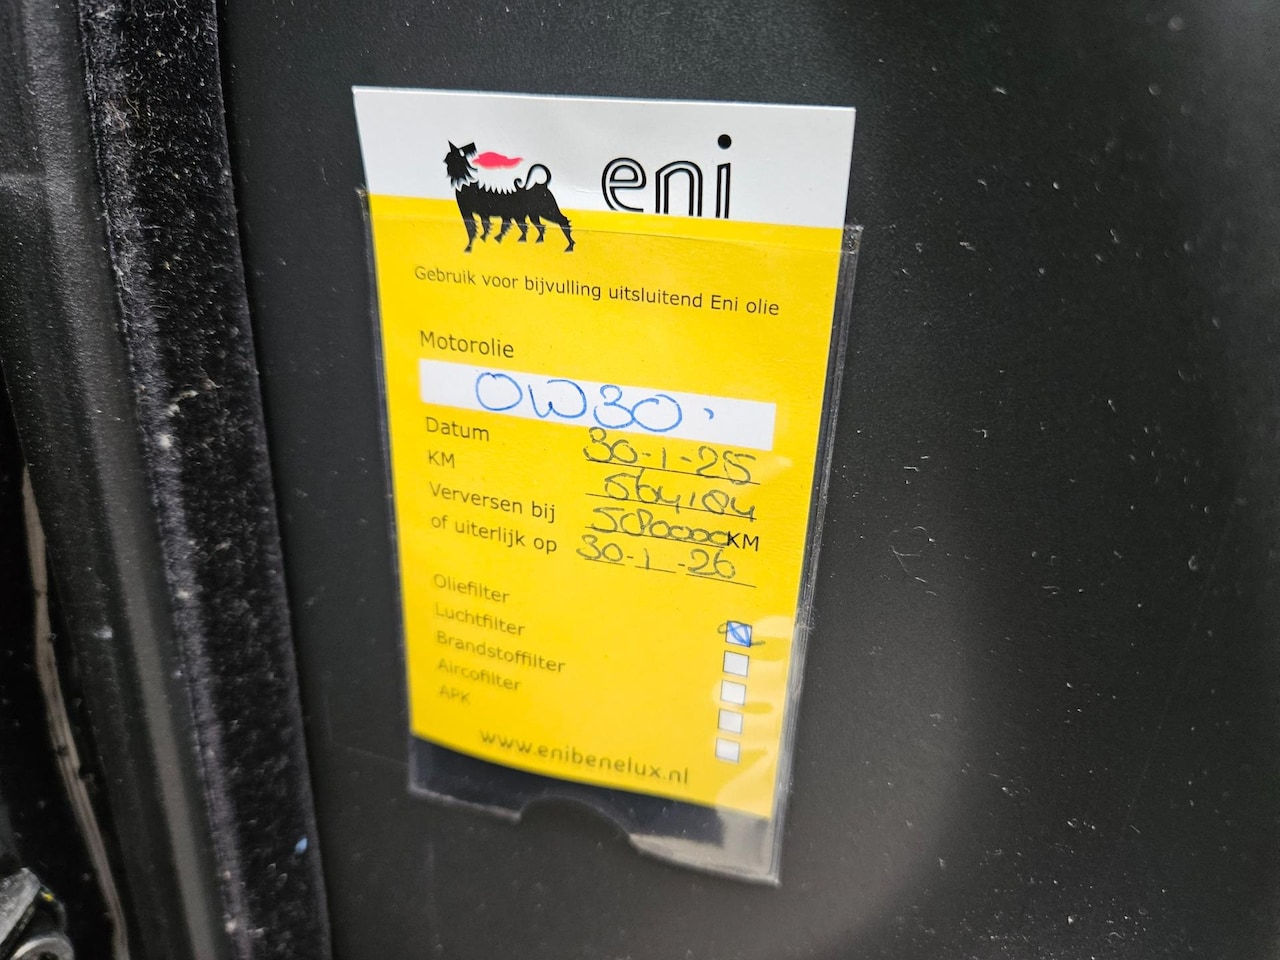 eni
Gebruik voor bijvulling uitsluitend Eni olie
Motorolie
0W30
Datum 30-1-25
KM 564184
Verversen bij 580000 KM
of uiterlijk op 30-1-26
Oliefilter
Luchtfilter
Brandstoffilter
Aircofilter
APK
www.enibenelux.nl